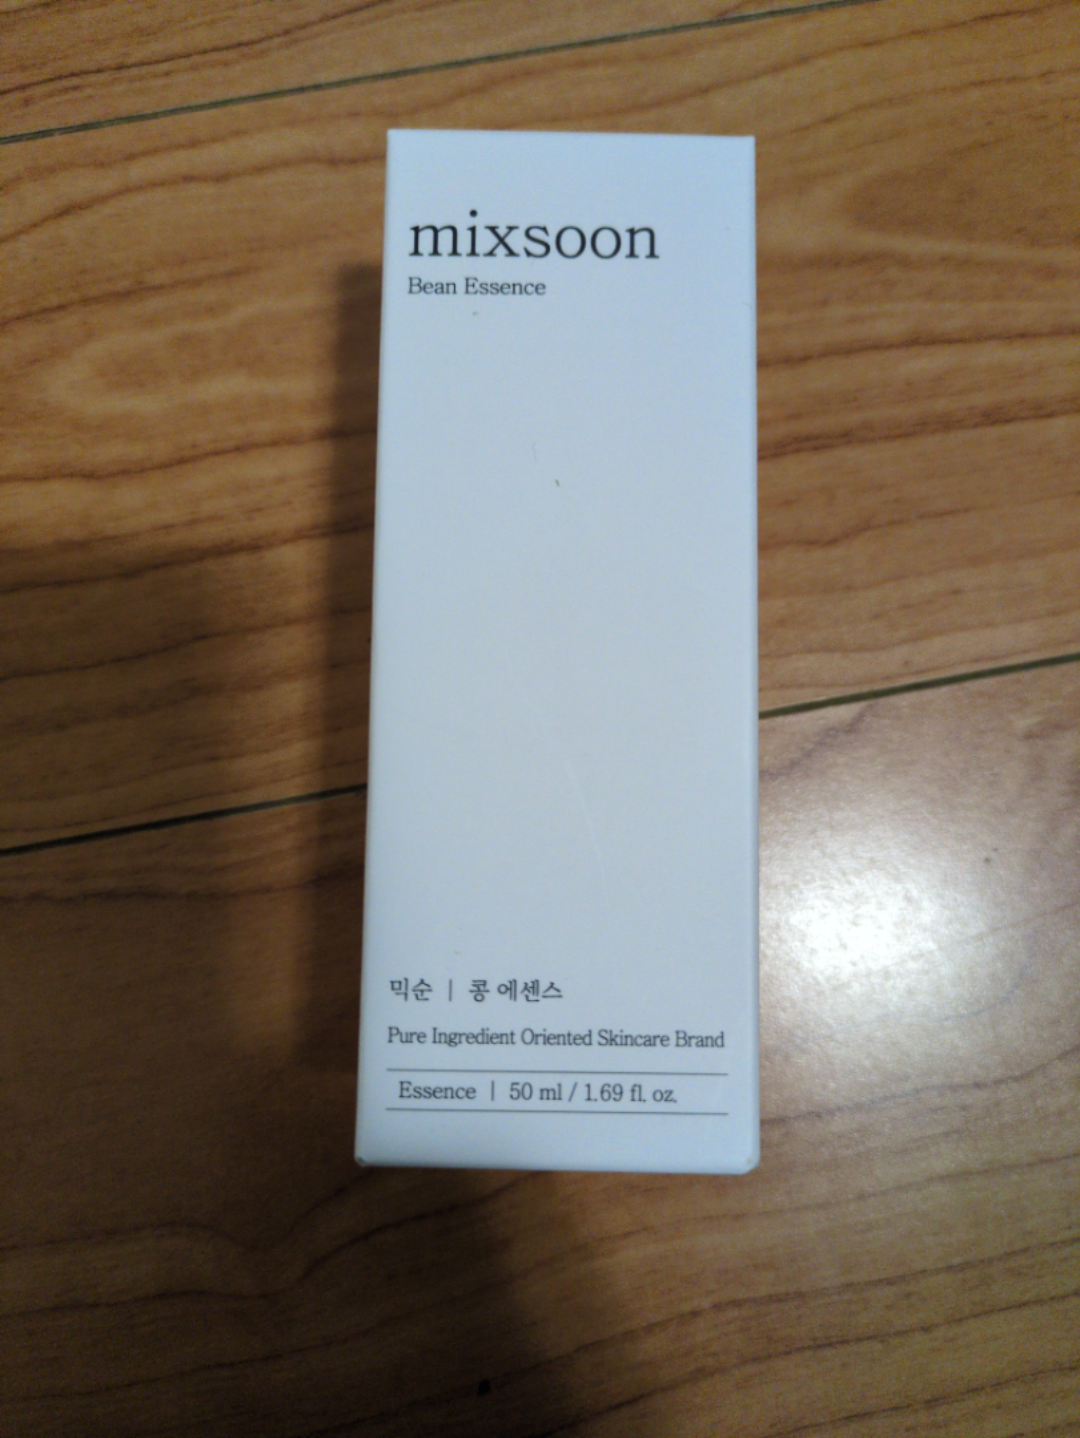 mixsoon
Bean Essence
믹순 | 콩 에센스
Pure Ingredient Oriented Skincare Brand
Essence | 50 ml / 1.69 fl. oz.